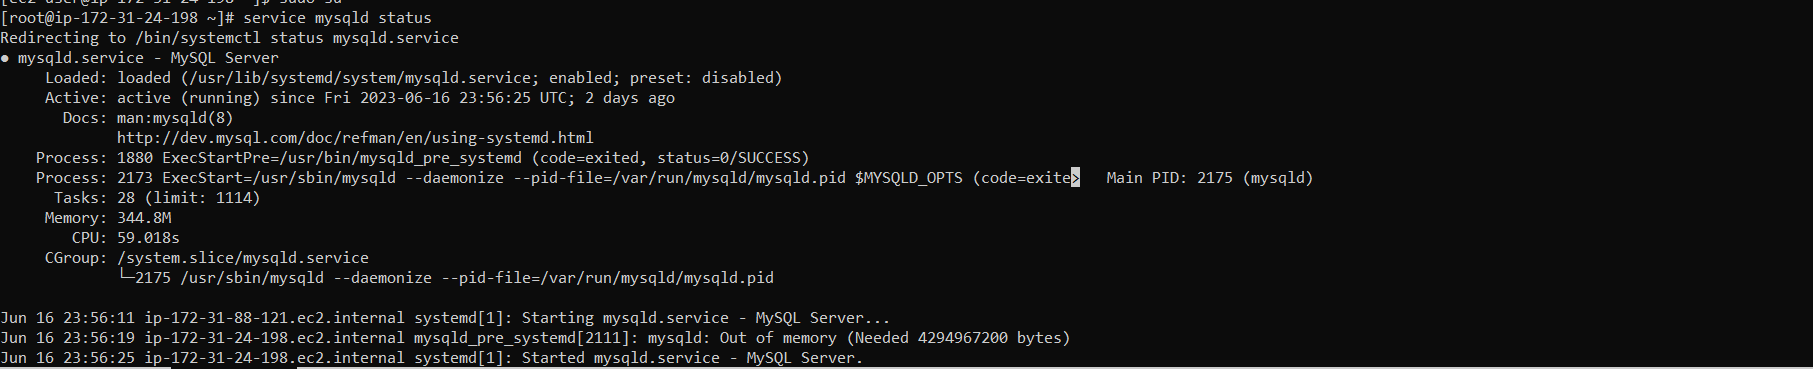 [ec2-user@ip-172-31-24-198 ~]$ sudo su
[root@ip-172-31-24-198 ~]# service mysqld status
Redirecting to /bin/systemctl status mysqld.service
● mysqld.service - MySQL Server
Loaded: loaded (/usr/lib/systemd/system/mysqld.service; enabled; preset: disabled)
Active: active (running) since Fri 2023-06-16 23:56:25 UTC; 2 days ago
Docs: man:mysqld(8)
http://dev.mysql.com/doc/refman/en/using-systemd.html
Process: 1880 ExecStartPre=/usr/bin/mysqld_pre_systemd (code=exited, status=0/SUCCESS)
Process: 2173 ExecStart=/usr/sbin/mysqld --daemonize --pid-file=/var/run/mysqld/mysqld.pid $MYSQLD_OPTS (code=exite> Main PID: 2175 (mysqld)
Tasks: 28 (limit: 1114)
Memory: 344.8M
CPU: 59.018s
CGroup: /system.slice/mysqld.service
└─2175 /usr/sbin/mysqld --daemonize --pid-file=/var/run/mysqld/mysqld.pid
Jun 16 23:56:11 ip-172-31-88-121.ec2.internal systemd[1]: Starting mysqld.service - MySQL Server...
Jun 16 23:56:19 ip-172-31-24-198.ec2.internal mysqld_pre_systemd[2111]: mysqld: Out of memory (Needed 4294967200 bytes)
Jun 16 23:56:25 ip-172-31-24-198.ec2.internal systemd[1]: Started mysqld.service - MySQL Server.